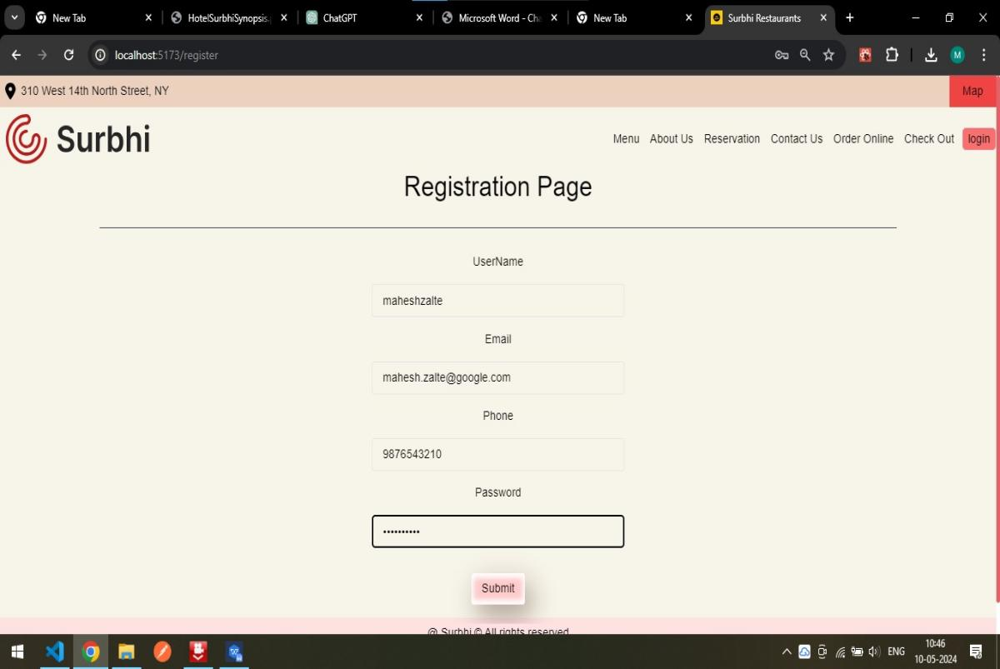 New Tab
HotelSurbhiSynopsis.
ChatGPT
Microsoft Word - Cha
New Tab
Surbhi Restaurants
localhost:5173/register
M
310 West 14th North Street, NY
Map
Surbhi
Menu About Us Reservation Contact Us Order Online Check Out login
Registration Page
UserName
maheshzalte
Email
mahesh.zalte@google.com
Phone
9876543210
Password
••••••••••
Submit
@ Surbhi © All rights reserved
ENG
10:46
10-05-2024